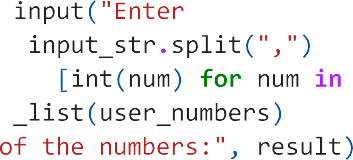 input("Enter
input_str.split(",")
[int(num) for num in
_list(user_numbers)
of the numbers:", result)